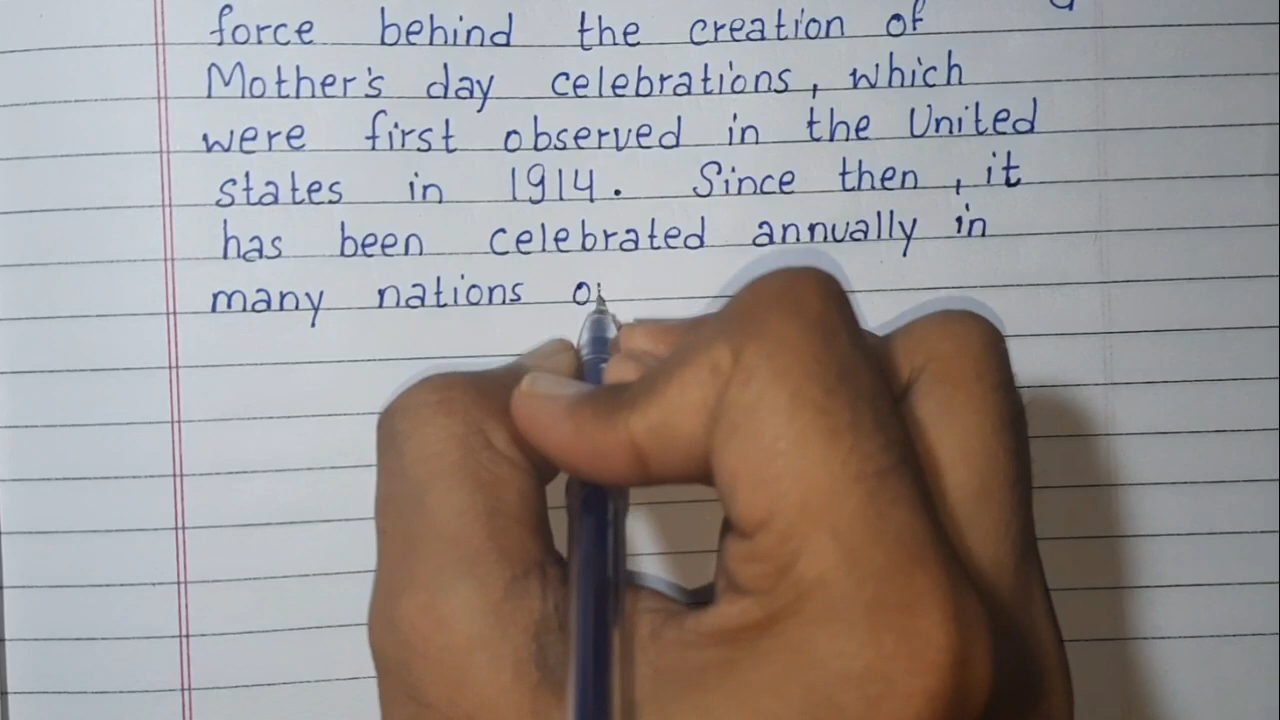 force behind the creation of
Mother's day celebrations, which
were first observed in the United
states in 1914. Since then, it
has been celebrated annually in
many nations